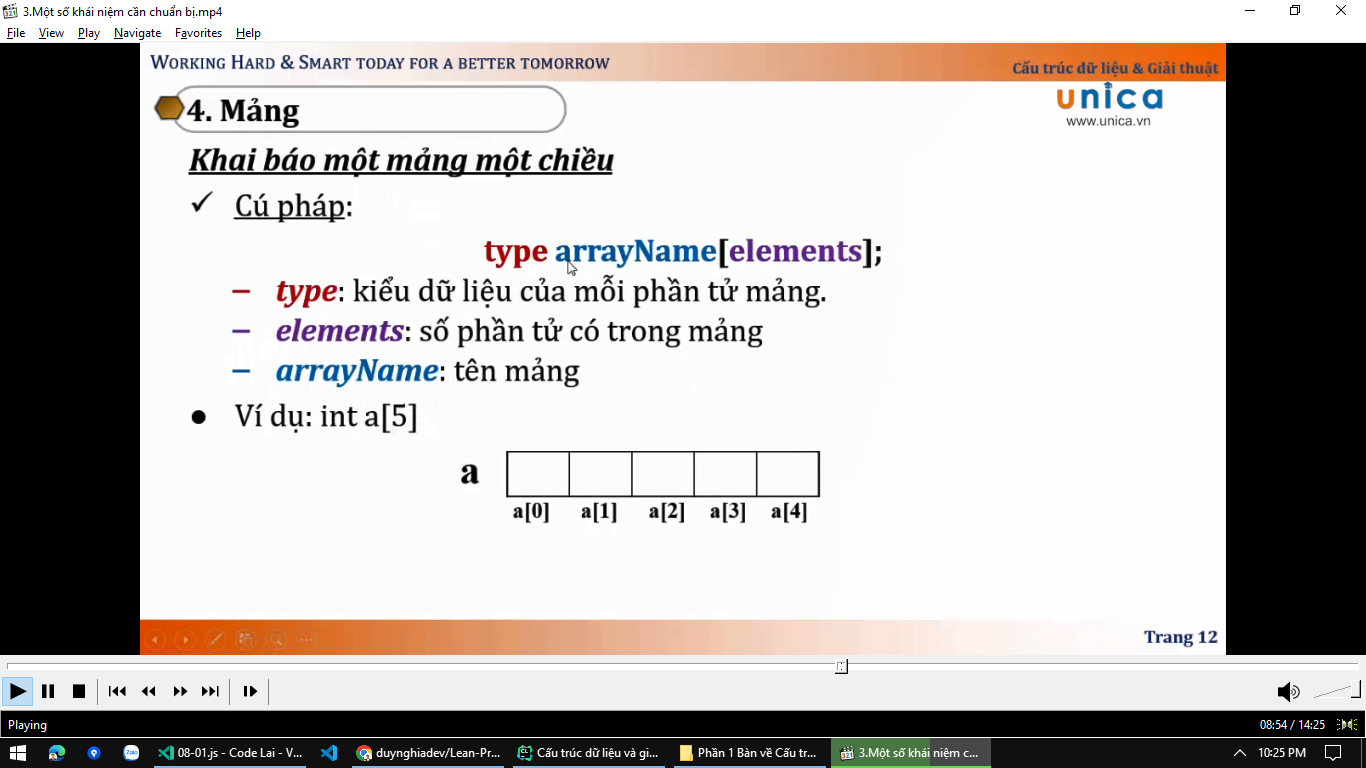 3.Một số khái niệm cần chuẩn bị.mp4
File View Play Navigate Favorites Help
WORKING HARD & SMART TODAY FOR A BETTER TOMORROW
Cấu trúc dữ liệu & Giải thuật
unica
www.unica.vn
4. Mảng
Khai báo một mảng một chiều
✓ Cú pháp:
type arrayName[elements];
– type: kiểu dữ liệu của mỗi phần tử mảng.
– elements: số phần tử có trong mảng
– arrayName: tên mảng
● Ví dụ: int a[5]
a
a[0] a[1] a[2] a[3] a[4]
Trang 12
Playing
08:54 / 14:25
Zalo
08-01.js - Code Lai - V...
duynghiadev/Lean-Pr...
Cấu trúc dữ liệu và gi...
Phần 1 Bàn về Cấu tr...
3.Một số khái niệm c...
10:25 PM